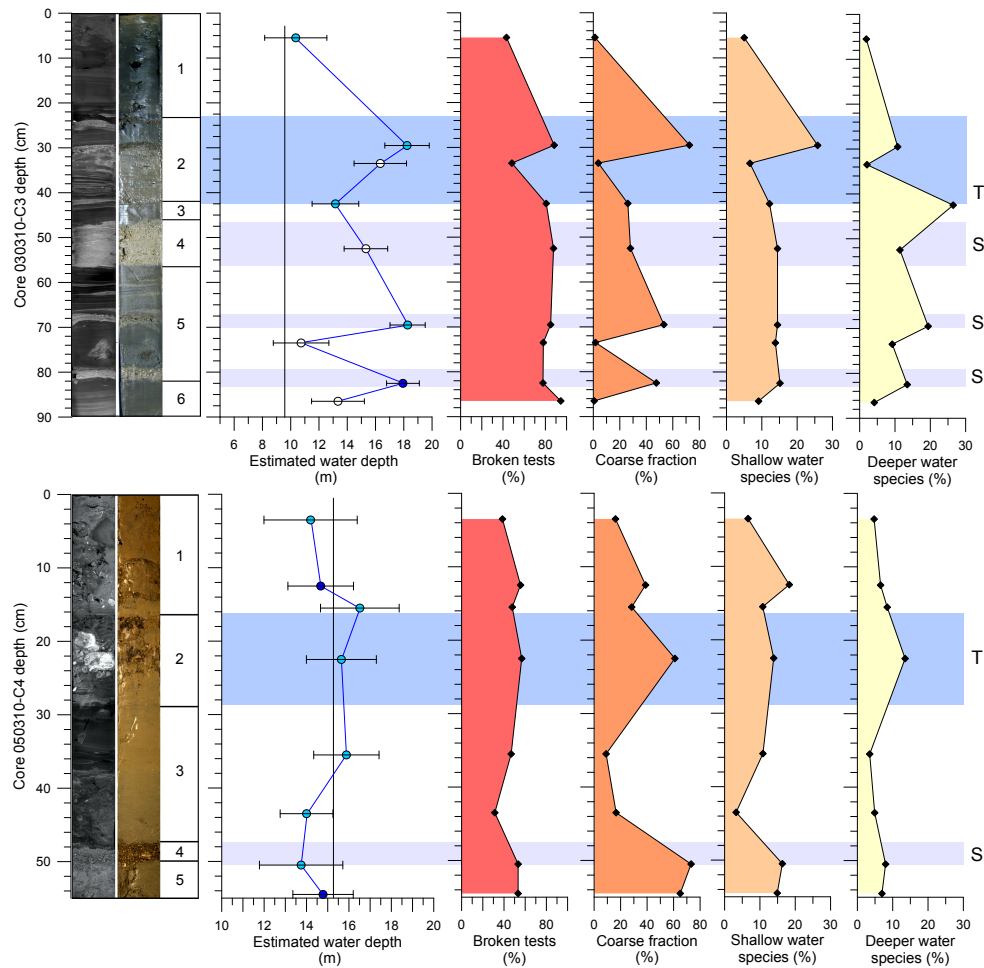 Core 030310-C3 depth (cm)
0
10
20
30
40
50
60
70
80
90
1
2
3
4
5
6
T
S
S
S
6 8 10 12 14 16 18 20
Estimated water depth
(m)
0 20 40 60 80 100
Broken tests
(%)
0 20 40 60 80
Coarse fraction
(%)
0 10 20 30
Shallow water
species (%)
0 10 20 30
Deeper water
species (%)
Core 050310-C4 depth (cm)
0
10
20
30
40
50
1
2
3
4
5
T
S
10 12 14 16 18 20
Estimated water depth
(m)
0 20 40 60 80
Broken tests
(%)
0 20 40 60 80
Coarse fraction
(%)
0 10 20 30
Shallow water
species (%)
0 10 20 30
Deeper water
species (%)